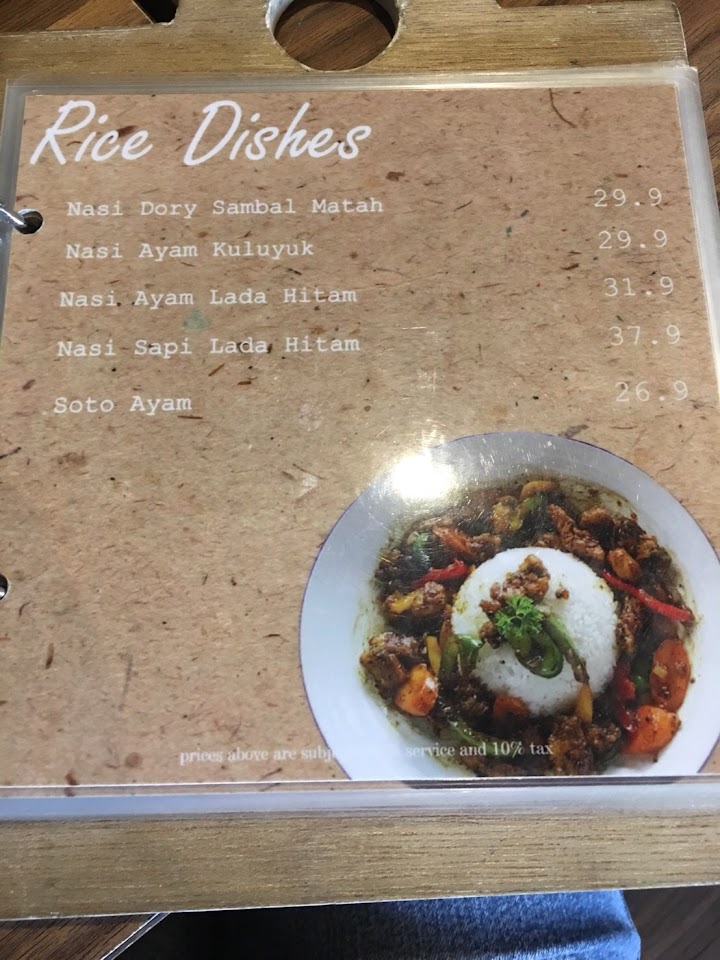 Rice Dishes
Nasi Dory Sambal Matah 29.9
Nasi Ayam Kuluyuk 29.9
Nasi Ayam Lada Hitam 31.9
Nasi Sapi Lada Hitam 37.9
Soto Ayam 26.9
prices above are service and 10% tax